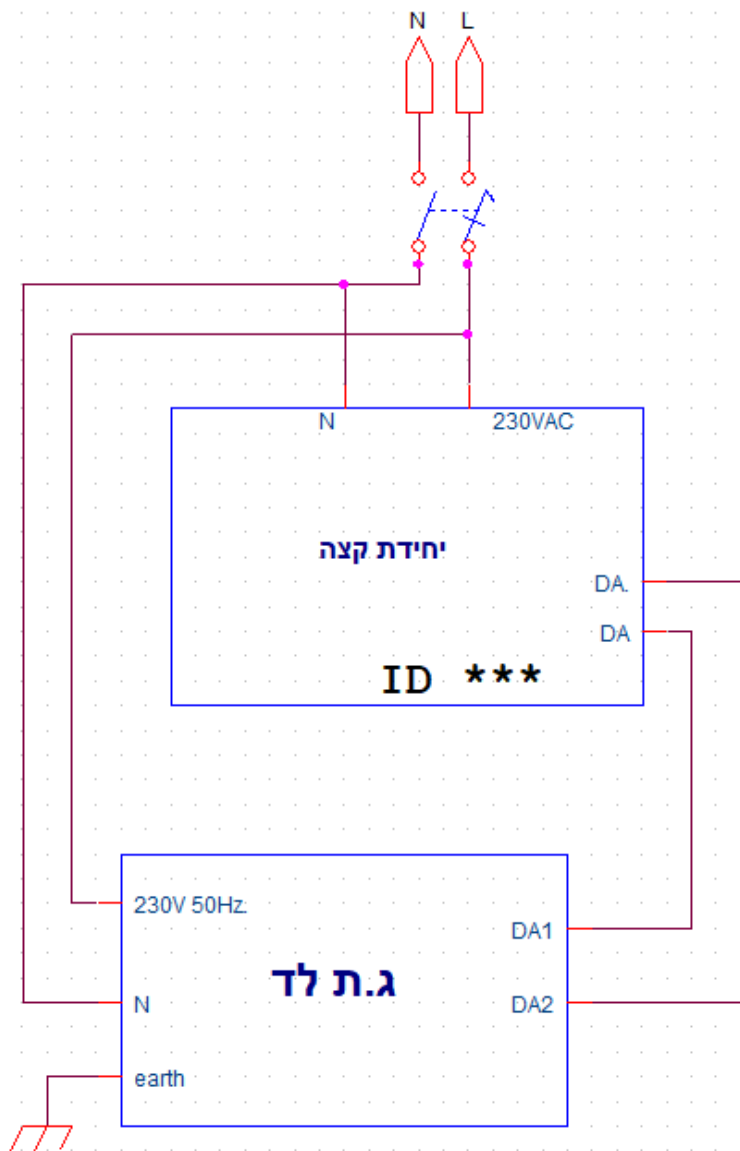 N L
N 230VAC
יחידת קצה
DA.
DA
ID ***
230V 50Hz.
DA1
ג.ת לד
N DA2
earth